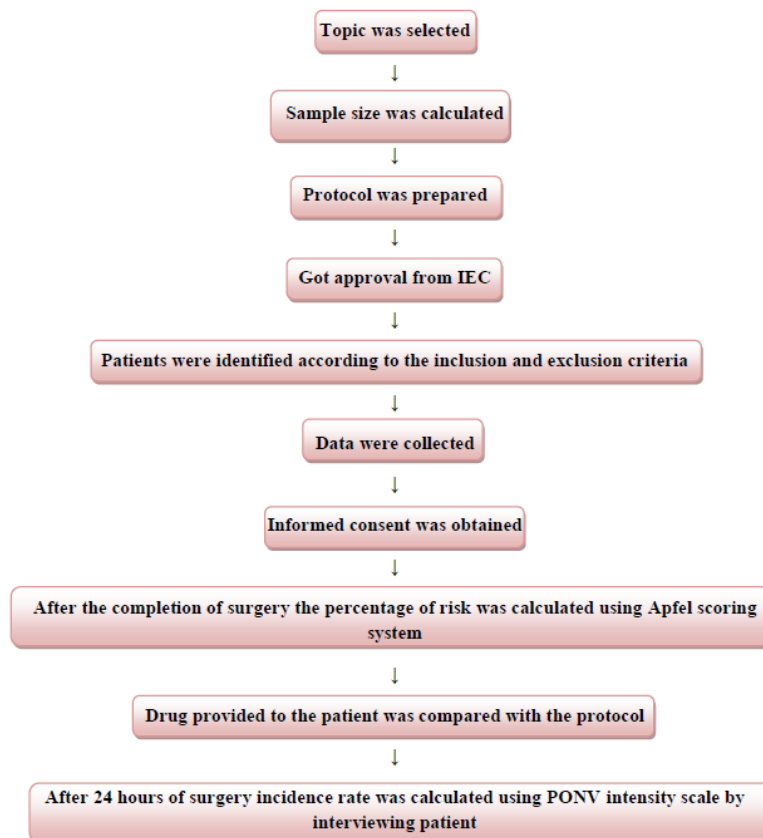 Topic was selected
↓
Sample size was calculated
↓
Protocol was prepared
↓
Got approval from IEC
↓
Patients were identified according to the inclusion and exclusion criteria
↓
Data were collected
↓
Informed consent was obtained
↓
After the completion of surgery the percentage of risk was calculated using Apfel scoring
system
↓
Drug provided to the patient was compared with the protocol
↓
After 24 hours of surgery incidence rate was calculated using PONV intensity scale by
interviewing patient